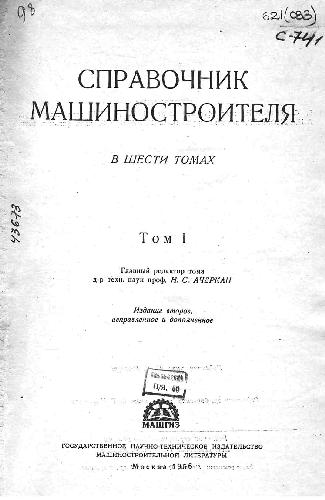 98
621(083)
С-741
СПРАВОЧНИК
МАШИНОСТРОИТЕЛЯ
В ШЕСТИ ТОМАХ
43673
Том I
Главный редактор тома
д-р техн. наук проф. Н. С. АЧЕРКАН
Издание второе,
исправленное и дополненное
П/Я. 60
МАШГИЗ
ГОСУДАРСТВЕННОЕ НАУЧНО-ТЕХНИЧЕСКОЕ ИЗДАТЕЛЬСТВО
МАШИНОСТРОИТЕЛЬНОЙ ЛИТЕРАТУРЫ
Москва 1956